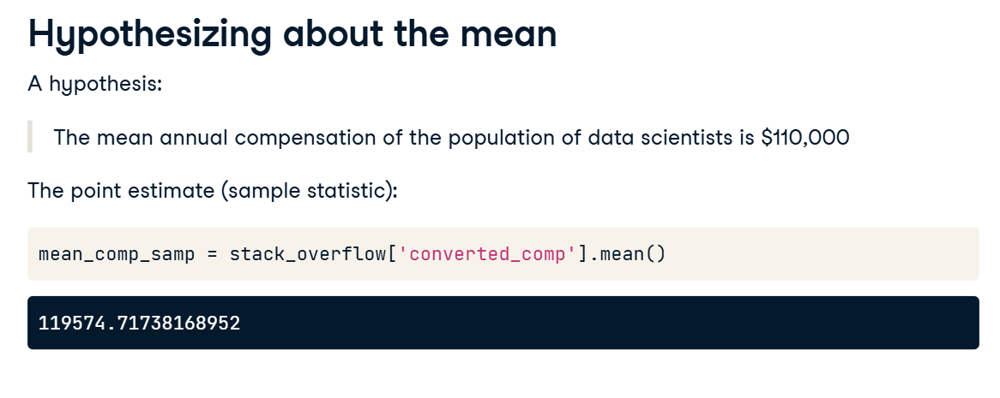 Hypothesizing about the mean
A hypothesis:
The mean annual compensation of the population of data scientists is $110,000
The point estimate (sample statistic):
mean_comp_samp = stack_overflow['converted_comp'].mean()
119574.71738168952